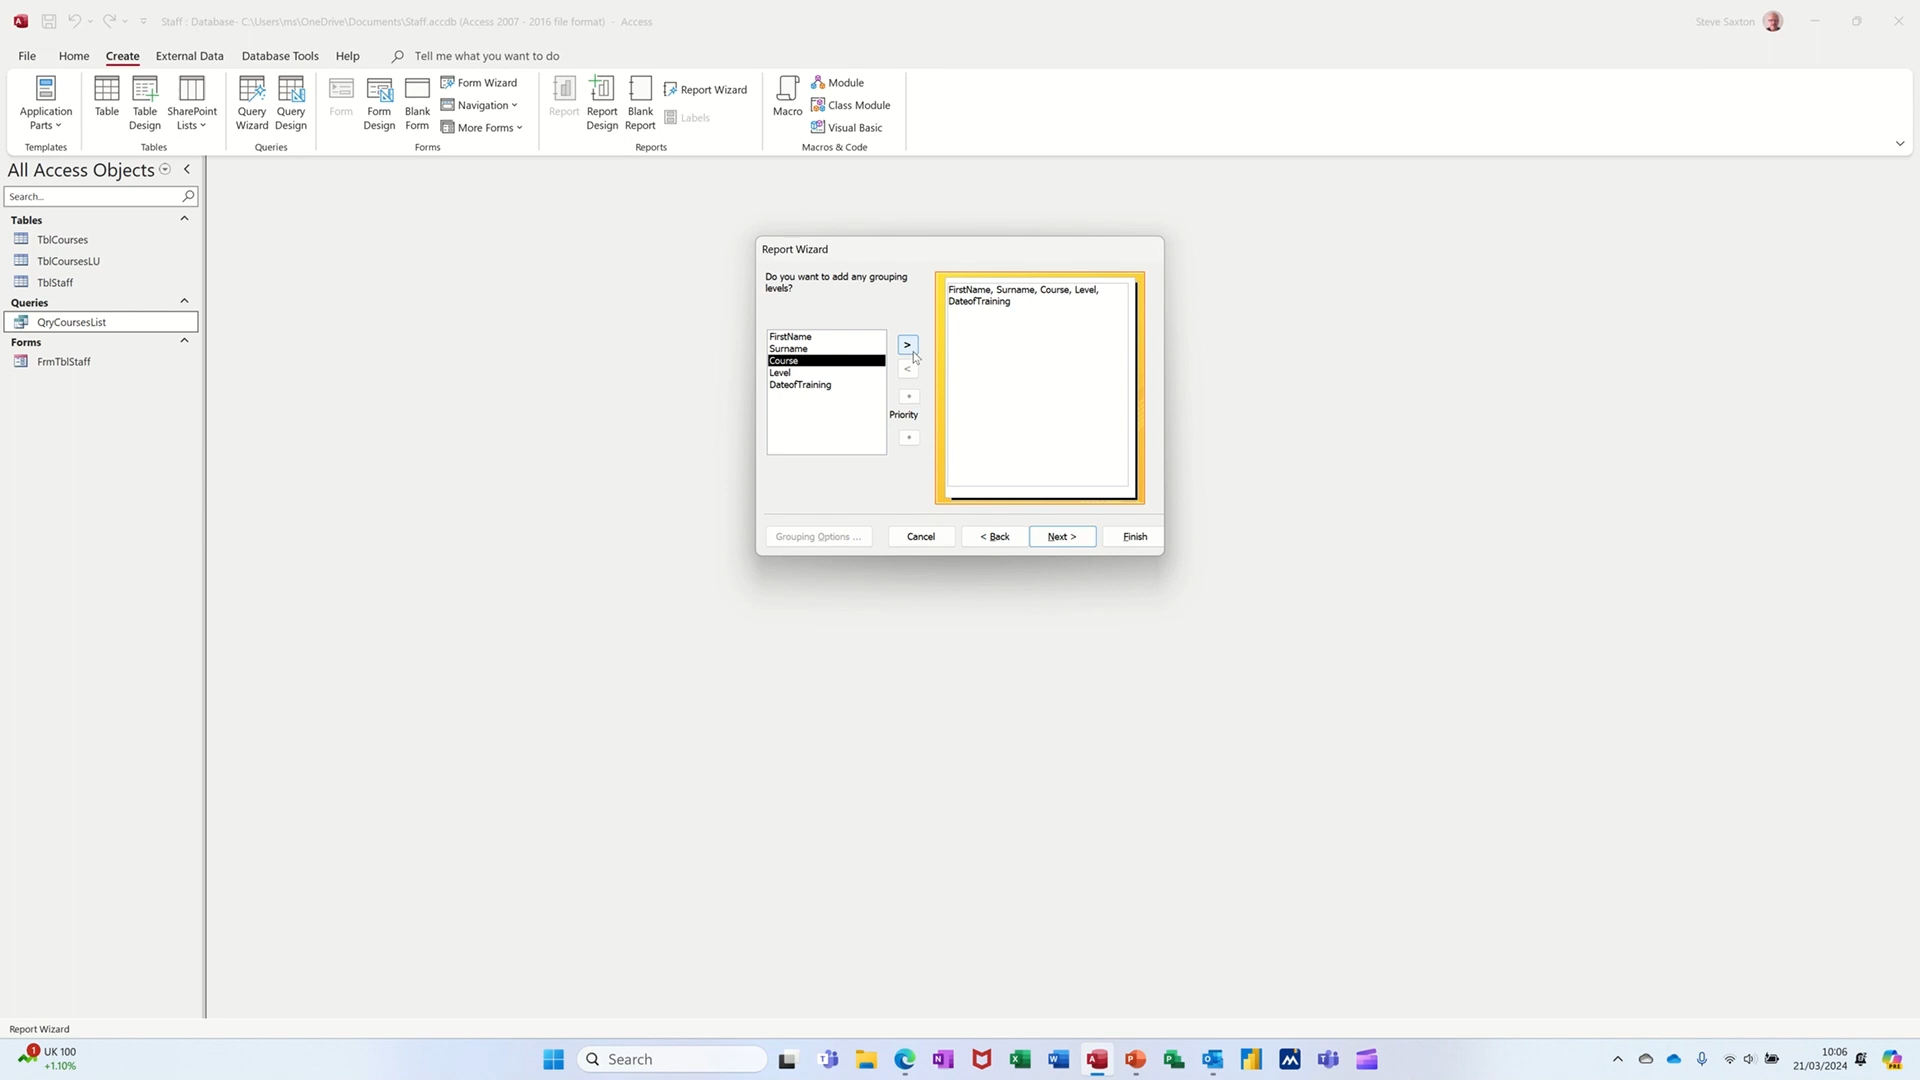 Staff : Database- C:\Users\ms\OneDrive\Documents\Staff.accdb (Access 2007 - 2016 file format) - Access
Steve Saxton
File Home Create External Data Database Tools Help Tell me what you want to do
Application Parts
Table
Table Design
SharePoint Lists
Query Wizard
Query Design
Form
Form Design
Blank Form
Form Wizard
Navigation
More Forms
Report
Report Design
Blank Report
Report Wizard
Labels
Macro
Module
Class Module
Visual Basic
Templates Tables Queries Forms Reports Macros & Code
All Access Objects
Search...
Tables
TblCourses
TblCoursesLU
TblStaff
Queries
QryCoursesList
Forms
FrmTblStaff
Report Wizard
Do you want to add any grouping
levels?
FirstName
Surname
Course
Level
DateofTraining
>
<
Priority
FirstName, Surname, Course, Level,
DateofTraining
Grouping Options ... Cancel < Back Next > Finish
Report Wizard
1
UK 100
+1.10%
Search
10:06
21/03/2024
PRE